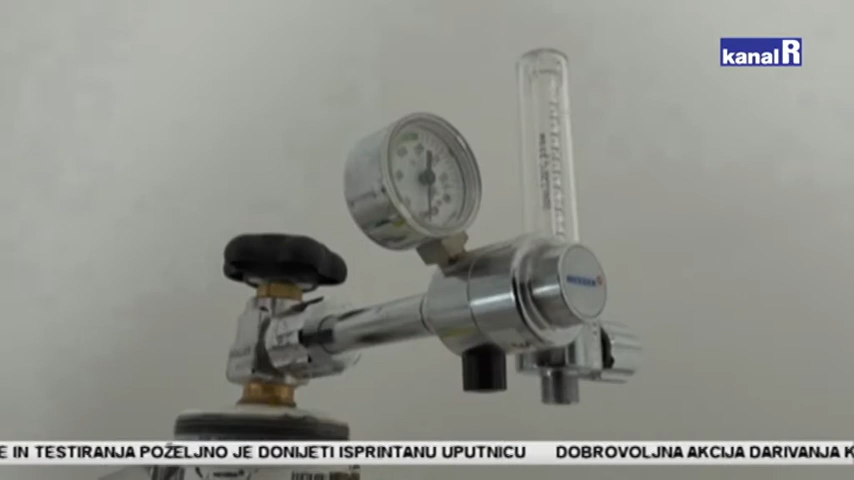 kanal R
E IN TESTIRANJA POŽELJNO JE DONIJETI ISPRINTANU UPUTNICU DOBROVOLJNA AKCIJA DARIVANJA K